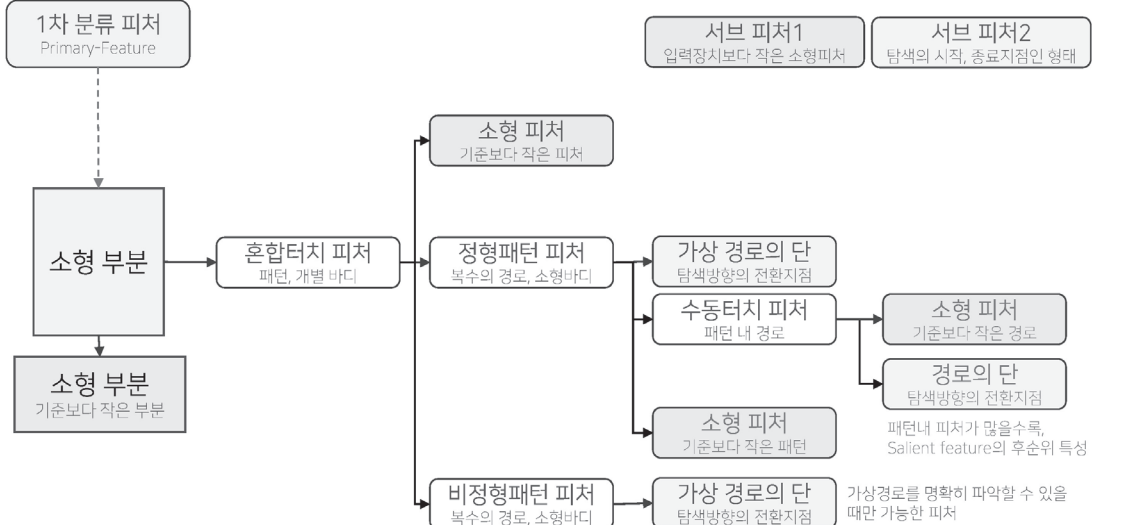 1차 분류 피처
Primary-Feature
서브 피처1
입력장치보다 작은 소형피처
서브 피처2
탐색의 시작, 종료지점인 형태
소형 피처
기준보다 작은 피처
소형 부분
혼합터치 피처
패턴, 개별 바디
정형패턴 피처
복수의 경로, 소형바디
가상 경로의 단
탐색방향의 전환지점
수동터치 피처
패턴 내 경로
소형 피처
기준보다 작은 경로
소형 부분
기준보다 작은 부분
경로의 단
탐색방향의 전환지점
소형 피처
기준보다 작은 패턴
패턴내 피처가 많을수록,
Salient feature의 후순위 특성
비정형패턴 피처
복수의 경로, 소형바디
가상 경로의 단
탐색방향의 전환지점
가상경로를 명확히 파악할 수 있을
때만 가능한 피처